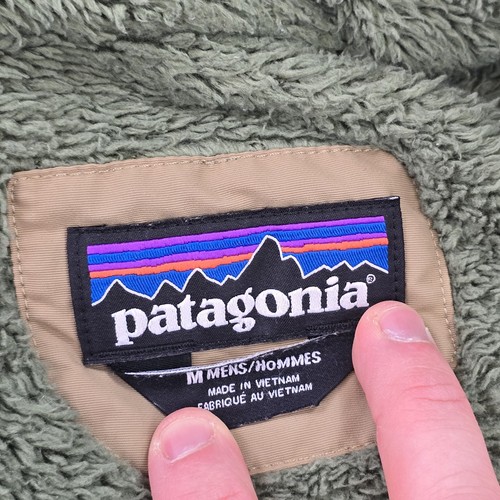 patagonia®
M MENS/HOMMES
MADE IN VIETNAM
FABRIQUÉ AU VIETNAM